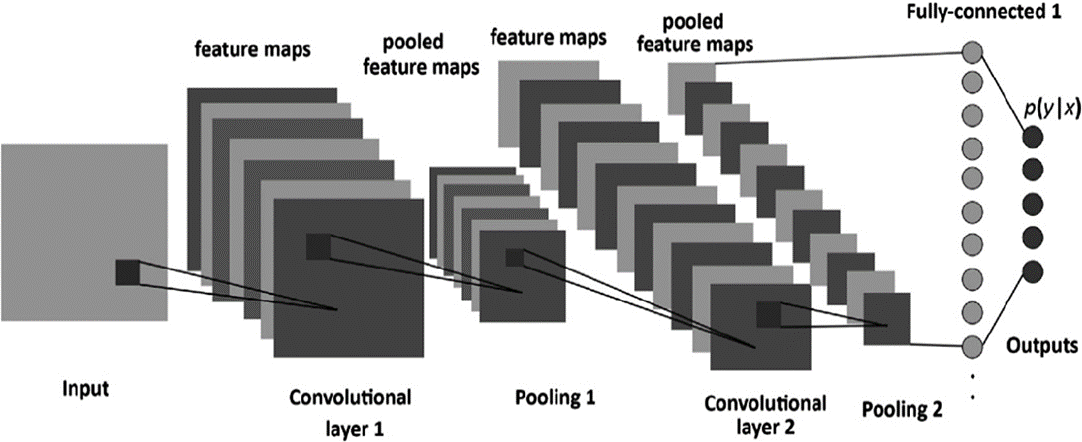 feature maps
pooled
feature maps
feature maps
pooled
feature maps
Fully-connected 1
p(y|x)
Input
Convolutional
layer 1
Pooling 1
Convolutional
layer 2
Pooling 2
Outputs